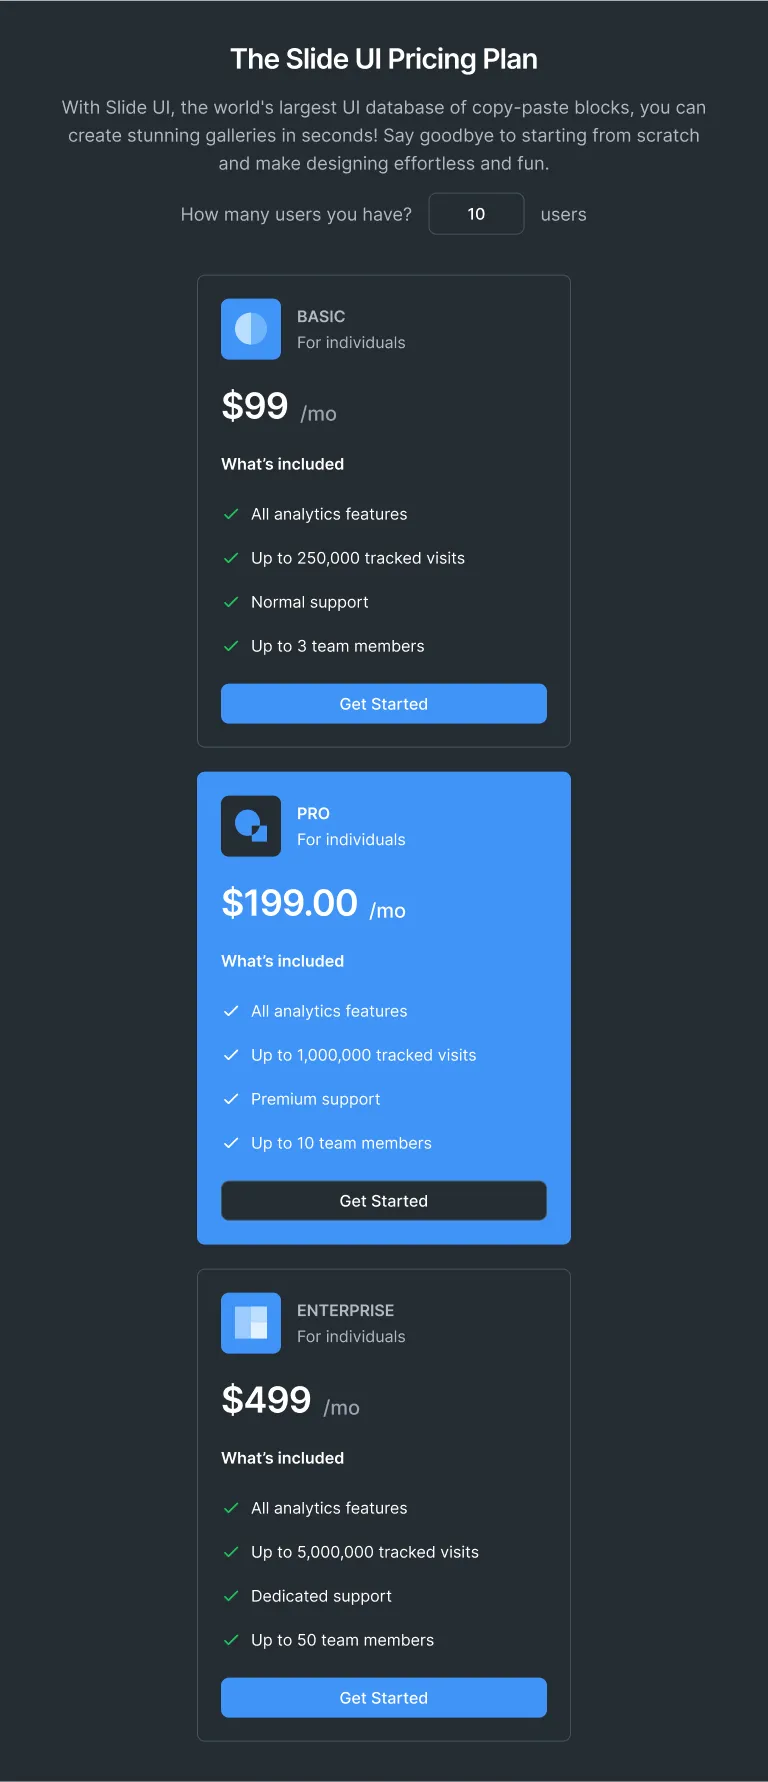 The Slide UI Pricing Plan
With Slide UI, the world's largest UI database of copy-paste blocks, you can
create stunning galleries in seconds! Say goodbye to starting from scratch
and make designing effortless and fun.
How many users you have? 10 users
BASIC
For individuals
$99 /mo
What’s included
All analytics features
Up to 250,000 tracked visits
Normal support
Up to 3 team members
Get Started
PRO
For individuals
$199.00 /mo
What’s included
All analytics features
Up to 1,000,000 tracked visits
Premium support
Up to 10 team members
Get Started
ENTERPRISE
For individuals
$499 /mo
What’s included
All analytics features
Up to 5,000,000 tracked visits
Dedicated support
Up to 50 team members
Get Started